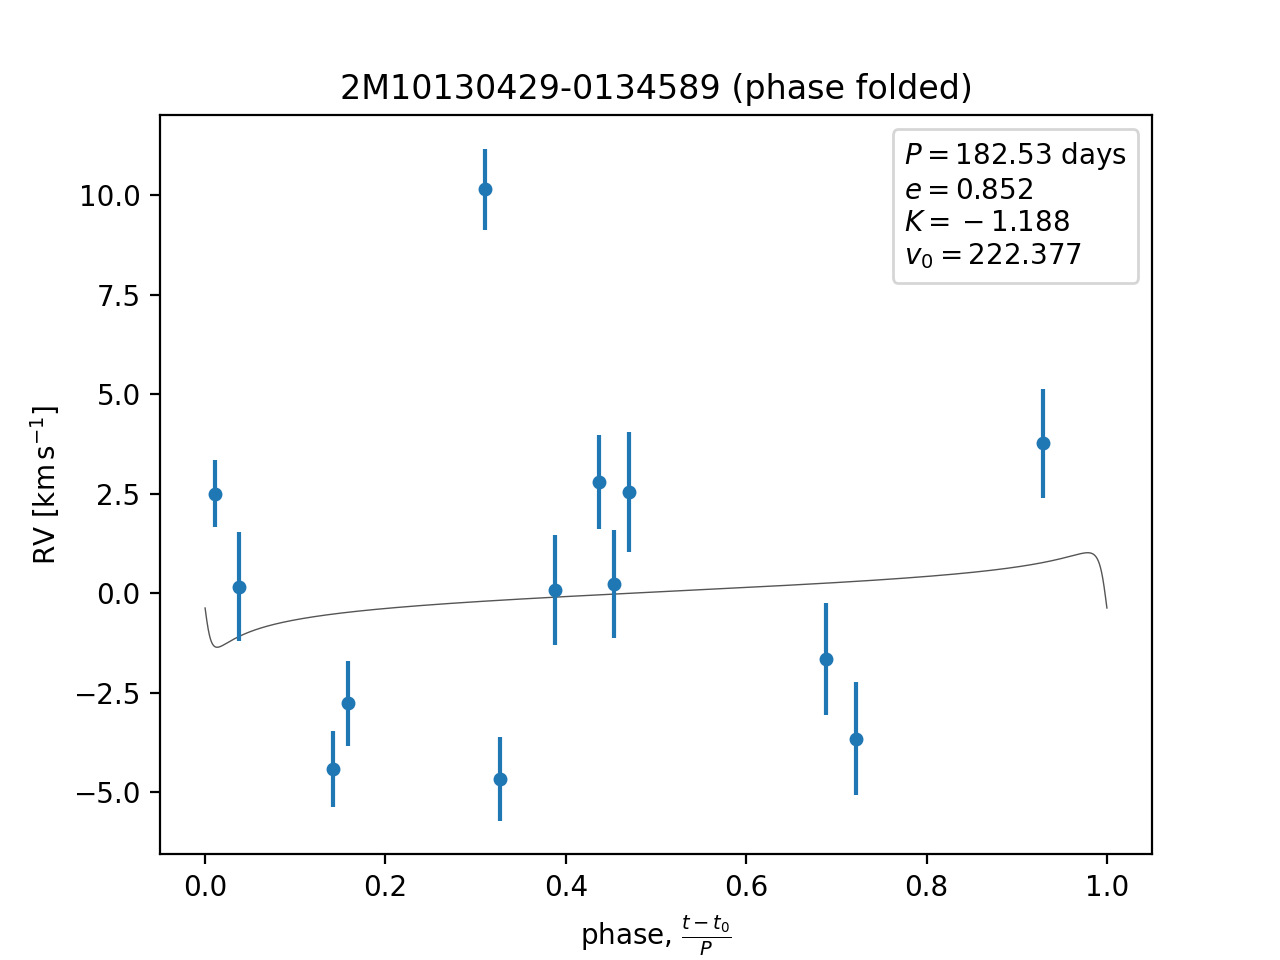 2M10130429-0134589 (phase folded)
P = 182.53 days
e = 0.852
K = −1.188
v₀ = 222.377
RV [km s⁻¹]
10.0
7.5
5.0
2.5
0.0
−2.5
−5.0
0.0 0.2 0.4 0.6 0.8 1.0
phase, (t − t₀)/P